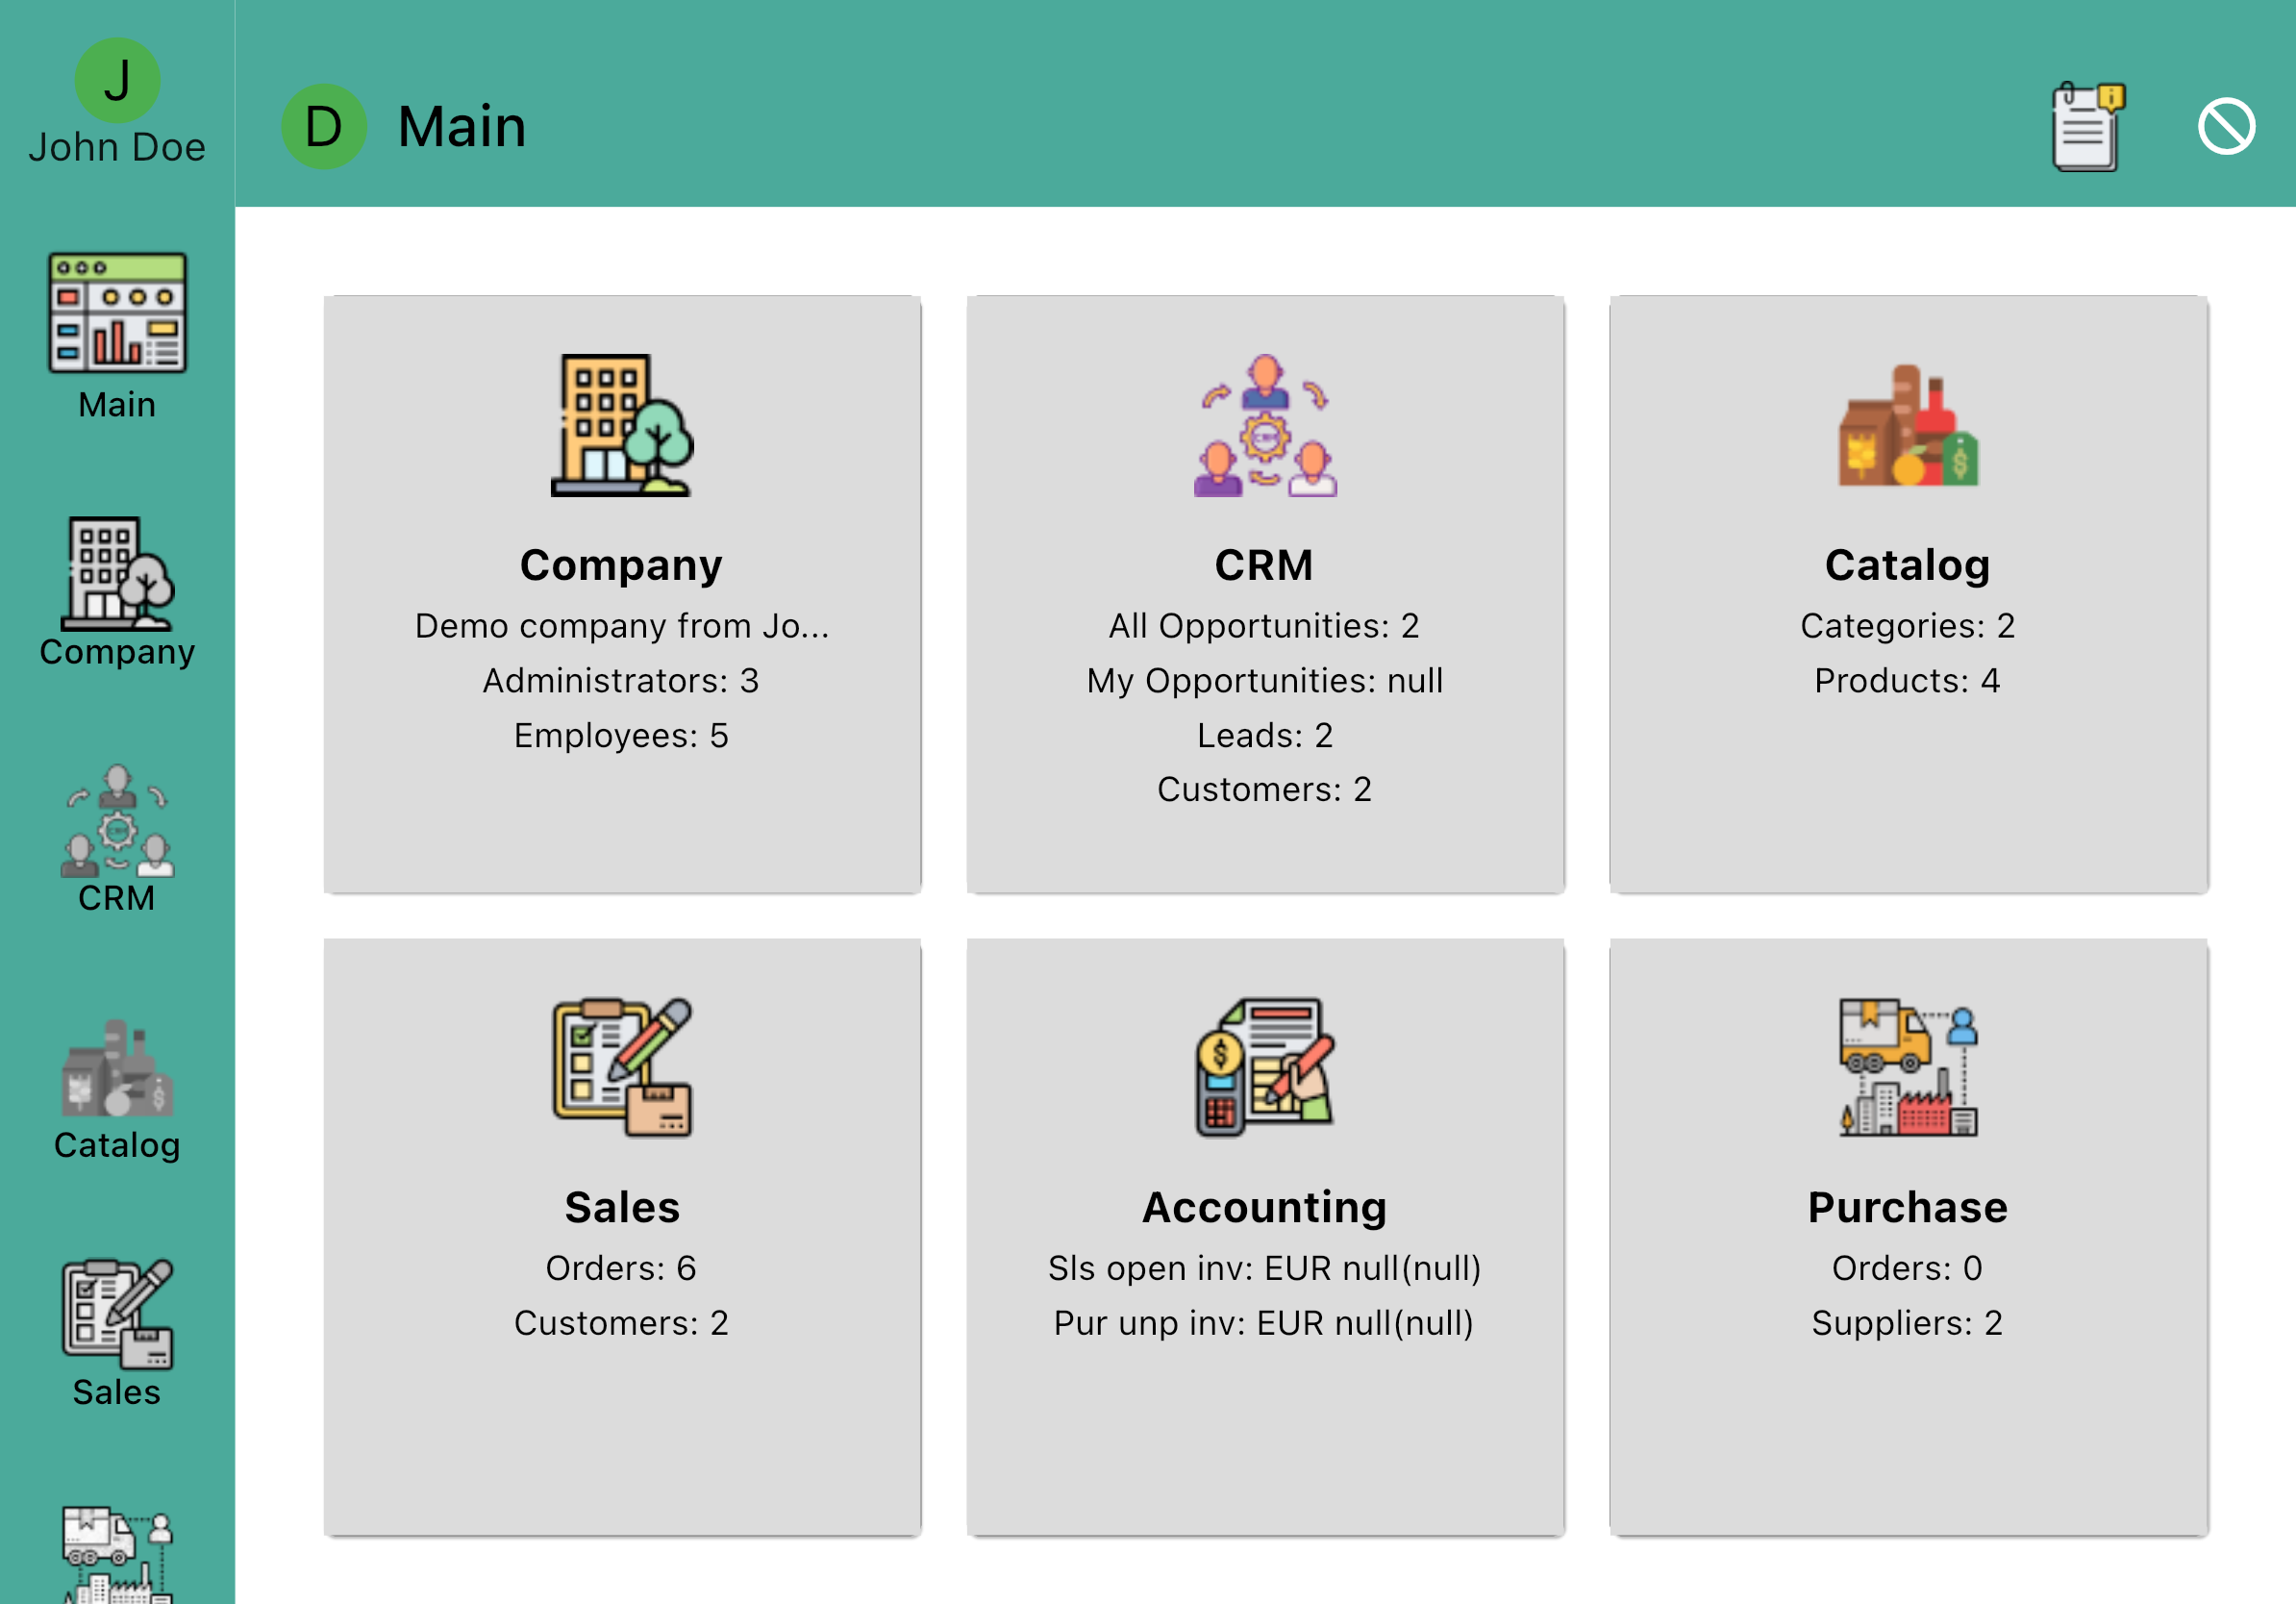 J
John Doe
D
Main
Main
Company
CRM
Catalog
Sales
Company
Demo company from Jo...
Administrators: 3
Employees: 5
CRM
All Opportunities: 2
My Opportunities: null
Leads: 2
Customers: 2
Catalog
Categories: 2
Products: 4
Sales
Orders: 6
Customers: 2
Accounting
Sls open inv: EUR null(null)
Pur unp inv: EUR null(null)
Purchase
Orders: 0
Suppliers: 2